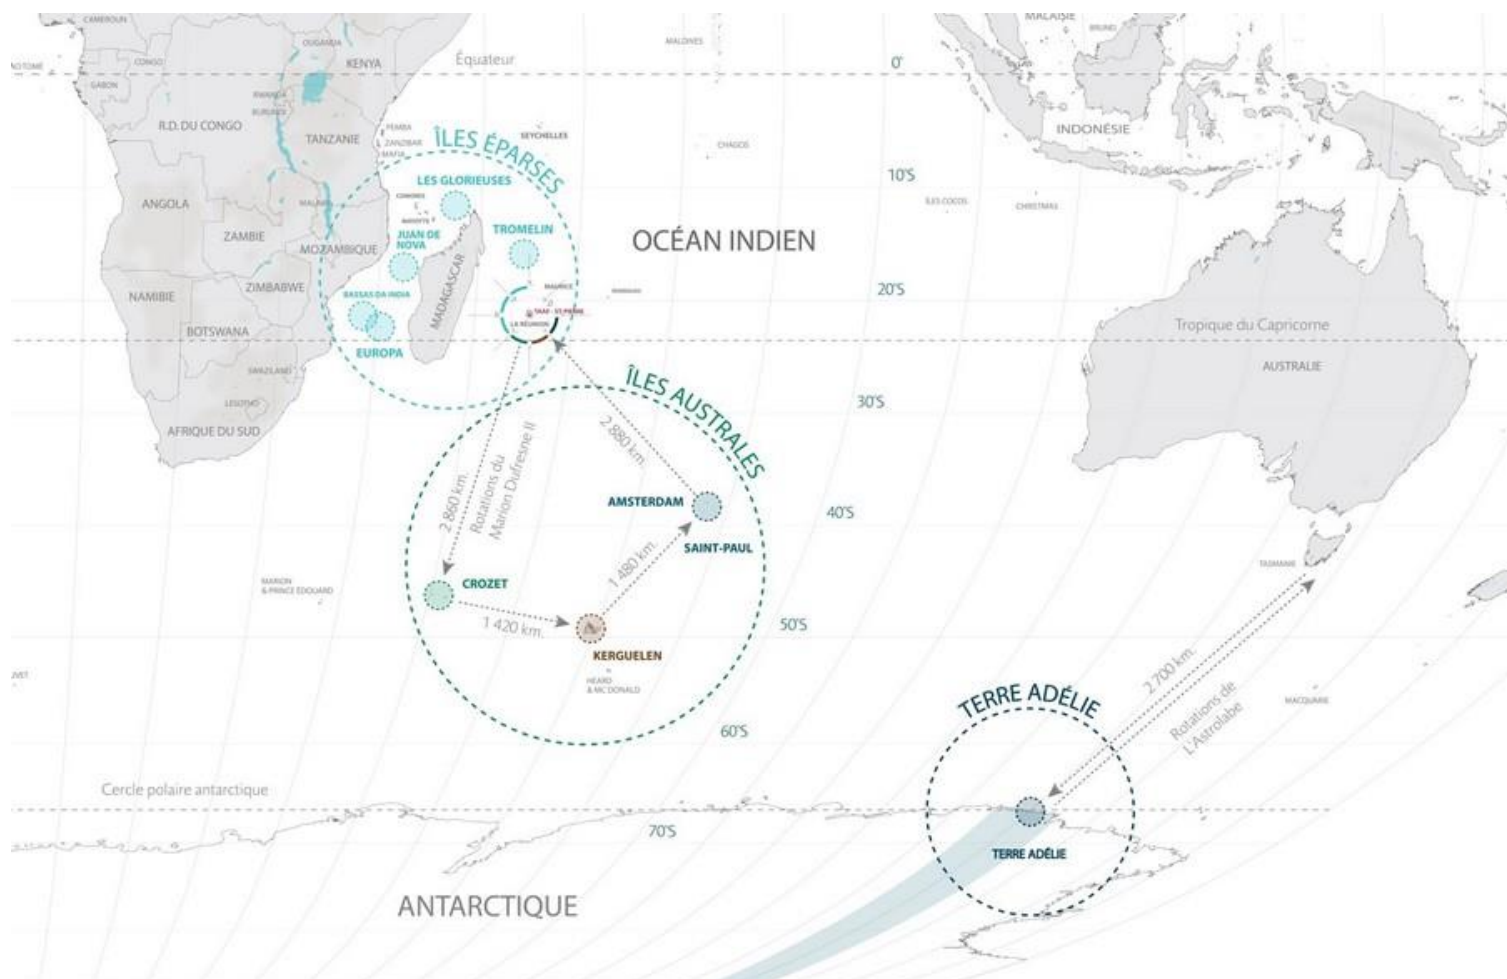 CAMEROUN
OUGANDA
KENYA
Équateur
MALDIVES
MALAISIE
BRUNEI
0°
CONGO
GABON
RWANDA
BURUNDI
R.D. DU CONGO
TANZANIE
PEMBA
ZANZIBAR
MAFIA
SEYCHELLES
CHAGOS
INDONÉSIE
ÎLES ÉPARSES
10°S
LES GLORIEUSES
COMORES
MAYOTTE
ÎLES COCOS
CHRISTMAS
ANGOLA
MALAWI
ZAMBIE
MOZAMBIQUE
JUAN DE
NOVA
TROMELIN
OCÉAN INDIEN
MADAGASCAR
NAMIBIE
ZIMBABWE
BASSAS DA INDIA
MAURICE
20°S
TAAF - ST PIERRE
LA RÉUNION
BOTSWANA
EUROPA
Tropique du Capricorne
SWAZILAND
AUSTRALIE
LESOTHO
AFRIQUE DU SUD
ÎLES AUSTRALES
30°S
2 860 km.
Rotations du
Marion Dufresne II
2 880 km.
AMSTERDAM
SAINT-PAUL
40°S
1 480 km.
TASMANIE
MARION
& PRINCE ÉDOUARD
CROZET
1 420 km.
50°S
KERGUELEN
HEARD
& MC DONALD
2 700 km.
Rotations de
L'Astrolabe
MACQUARIE
TERRE ADÉLIE
60°S
Cercle polaire antarctique
70°S
TERRE ADÉLIE
ANTARCTIQUE